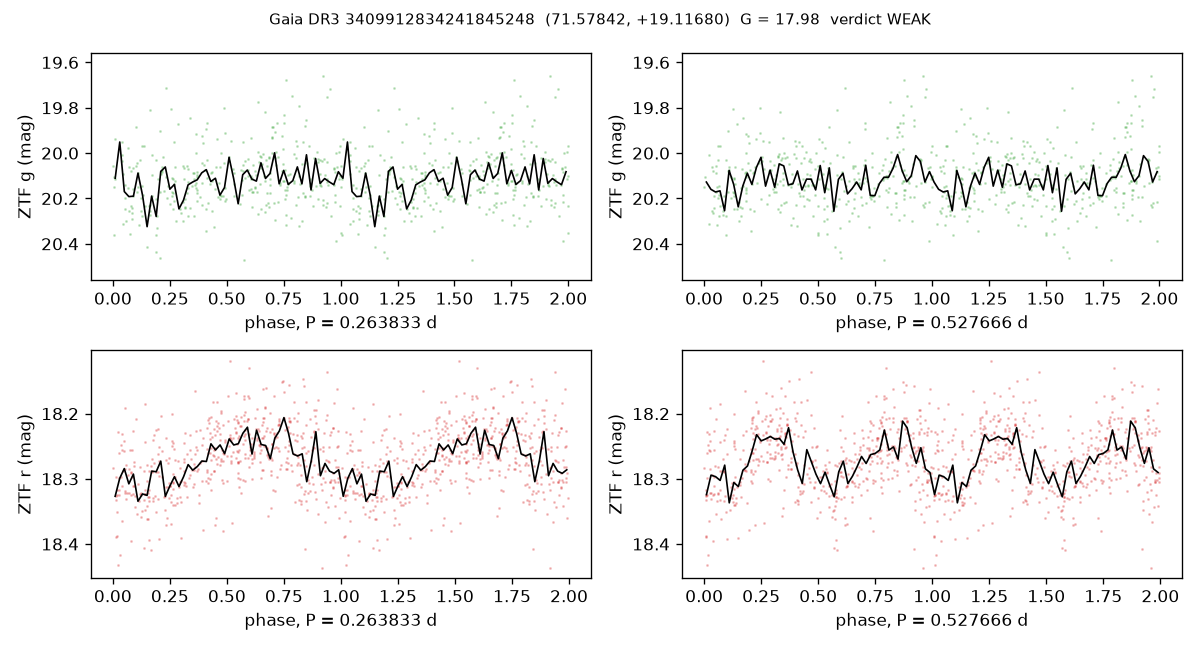 Gaia DR3 3409912834241845248  (71.57842, +19.11680)  G = 17.98  verdict WEAK
19.6
19.8
20.0
20.2
20.4
ZTF g (mag)
0.00 0.25 0.50 0.75 1.00 1.25 1.50 1.75 2.00
phase, P = 0.263833 d
19.6
19.8
20.0
20.2
20.4
ZTF g (mag)
0.00 0.25 0.50 0.75 1.00 1.25 1.50 1.75 2.00
phase, P = 0.527666 d
18.2
18.3
18.4
ZTF r (mag)
0.00 0.25 0.50 0.75 1.00 1.25 1.50 1.75 2.00
phase, P = 0.263833 d
18.2
18.3
18.4
ZTF r (mag)
0.00 0.25 0.50 0.75 1.00 1.25 1.50 1.75 2.00
phase, P = 0.527666 d